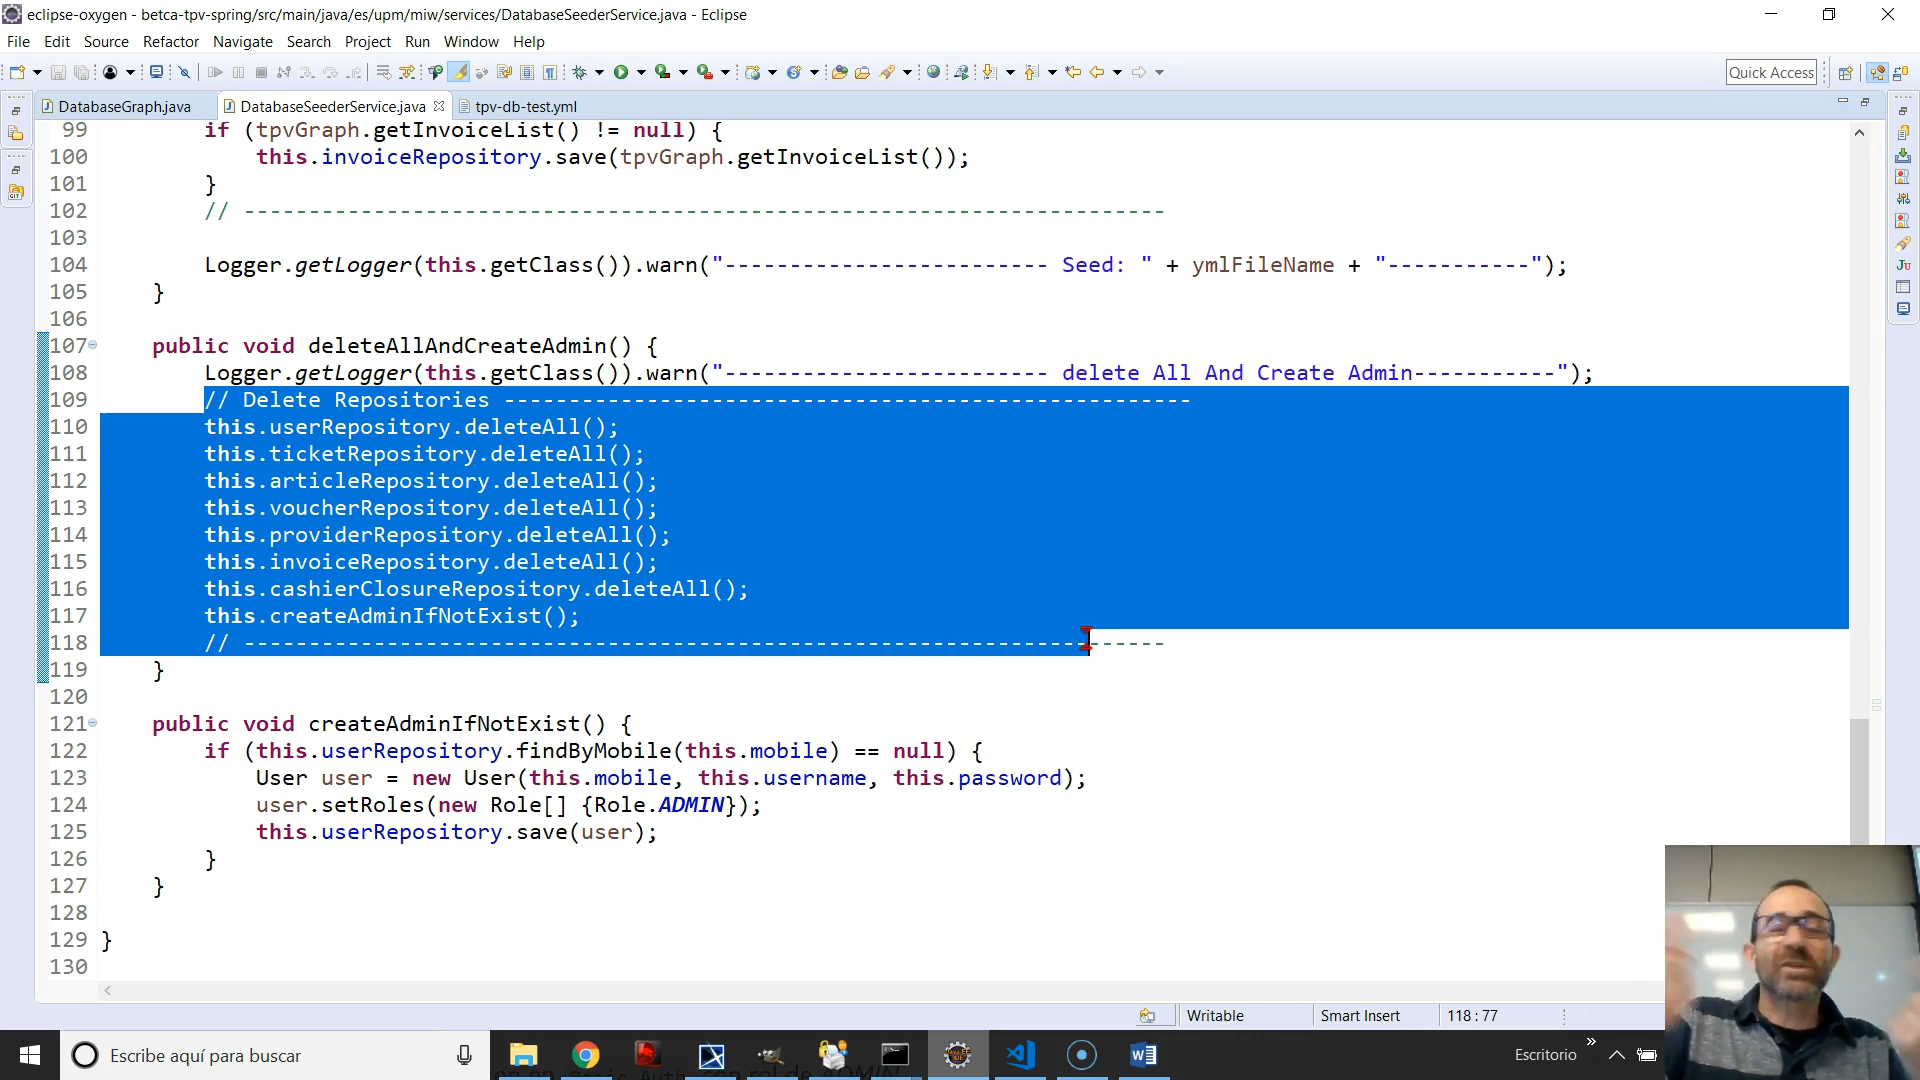 eclipse-oxygen - betca-tpv-spring/src/main/java/es/upm/miw/services/DatabaseSeederService.java - Eclipse
File Edit Source Refactor Navigate Search Project Run Window Help
Quick Access
DatabaseGraph.java DatabaseSeederService.java tpv-db-test.yml
99 if (tpvGraph.getInvoiceList() != null) {
100 this.invoiceRepository.save(tpvGraph.getInvoiceList());
101 }
102 // -----------------------------------------------------------------------
103
104 Logger.getLogger(this.getClass()).warn("------------------------- Seed: " + ymlFileName + "-----------");
105 }
106
107 public void deleteAllAndCreateAdmin() {
108 Logger.getLogger(this.getClass()).warn("------------------------- delete All And Create Admin-----------");
109 // Delete Repositories -----------------------------------------------------
110 this.userRepository.deleteAll();
111 this.ticketRepository.deleteAll();
112 this.articleRepository.deleteAll();
113 this.voucherRepository.deleteAll();
114 this.providerRepository.deleteAll();
115 this.invoiceRepository.deleteAll();
116 this.cashierClosureRepository.deleteAll();
117 this.createAdminIfNotExist();
118 // -----------------------------------------------------------------------
119 }
120
121 public void createAdminIfNotExist() {
122 if (this.userRepository.findByMobile(this.mobile) == null) {
123 User user = new User(this.mobile, this.username, this.password);
124 user.setRoles(new Role[] {Role.ADMIN});
125 this.userRepository.save(user);
126 }
127 }
128
129 }
130
Writable Smart Insert 118 : 77
Escribe aquí para buscar
Escritorio